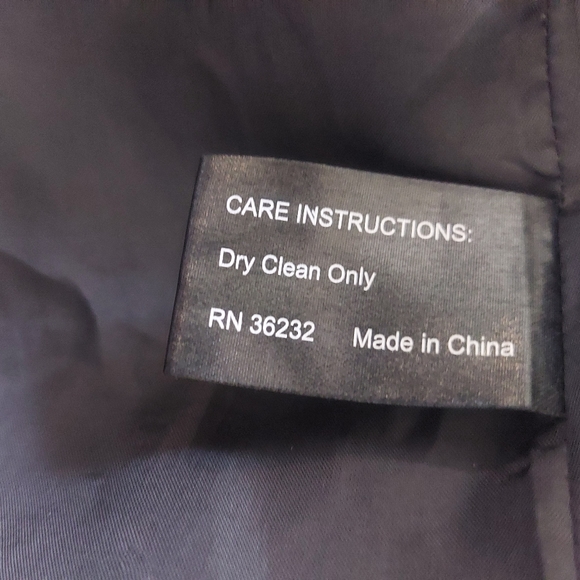 CARE INSTRUCTIONS:
Dry Clean Only
RN 36232 Made in China